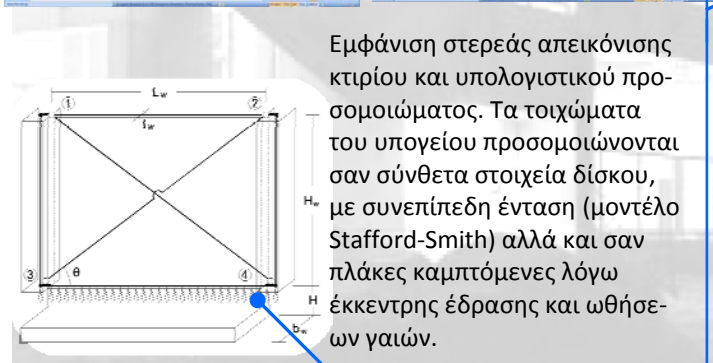 Εμφάνιση στερεάς απεικόνισης
κτιρίου και υπολογιστικού προ-
σομοιώματος. Τα τοιχώματα
του υπογείου προσομοιώνονται
σαν σύνθετα στοιχεία δίσκου,
με συνεπίπεδη ένταση (μοντέλο
Stafford-Smith) αλλά και σαν
πλάκες καμπτόμενες λόγω
έκκεντρης έδρασης και ωθήσε-
ων γαιών.
Lw
1
2
tw
Hw
3
θ
4
H
bw